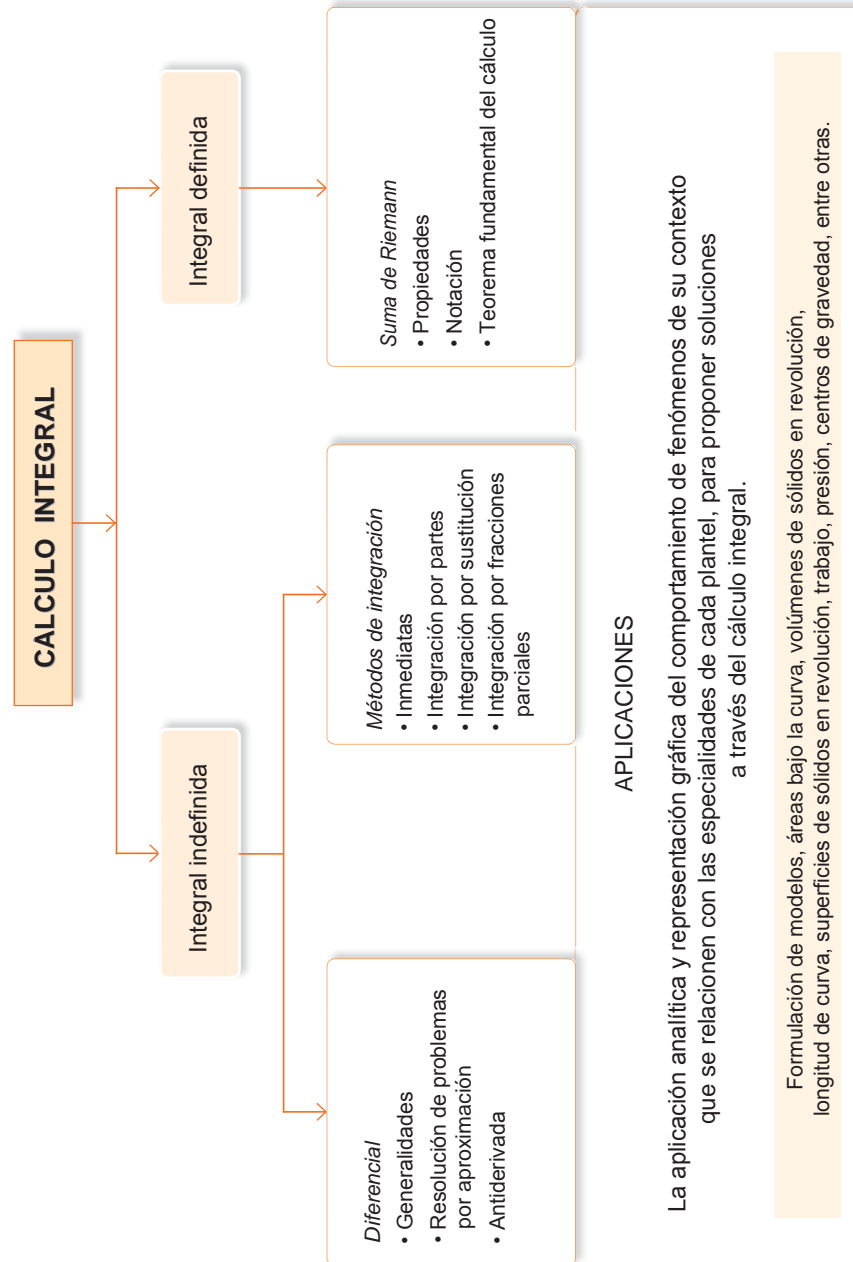 CALCULO INTEGRAL
Integral indefinida
Integral definida
Diferencial
• Generalidades
• Resolución de problemas
por aproximación
• Antiderivada
Métodos de integración
• Inmediatas
• Integración por partes
• Integración por sustitución
• Integración por fracciones
parciales
Suma de Riemann
• Propiedades
• Notación
• Teorema fundamental del cálculo
APLICACIONES
La aplicación analítica y representación gráfica del comportamiento de fenómenos de su contexto
que se relacionen con las especialidades de cada plantel, para proponer soluciones
a través del cálculo integral.
Formulación de modelos, áreas bajo la curva, volúmenes de sólidos en revolución,
longitud de curva, superficies de sólidos en revolución, trabajo, presión, centros de gravedad, entre otras.